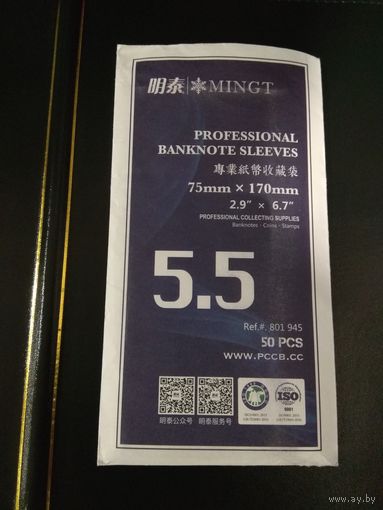 明泰 MINGT
PROFESSIONAL
BANKNOTE SLEEVES
專業紙幣收藏袋
75mm × 170mm
2.9" × 6.7"
PROFESSIONAL COLLECTING SUPPLIES
Banknotes · Coins · Stamps
5.5
Ref.#. 801 945
50 PCS
WWW.PCCB.CC
ISO
9001
明泰公众号 明泰服务号
www.ay.by